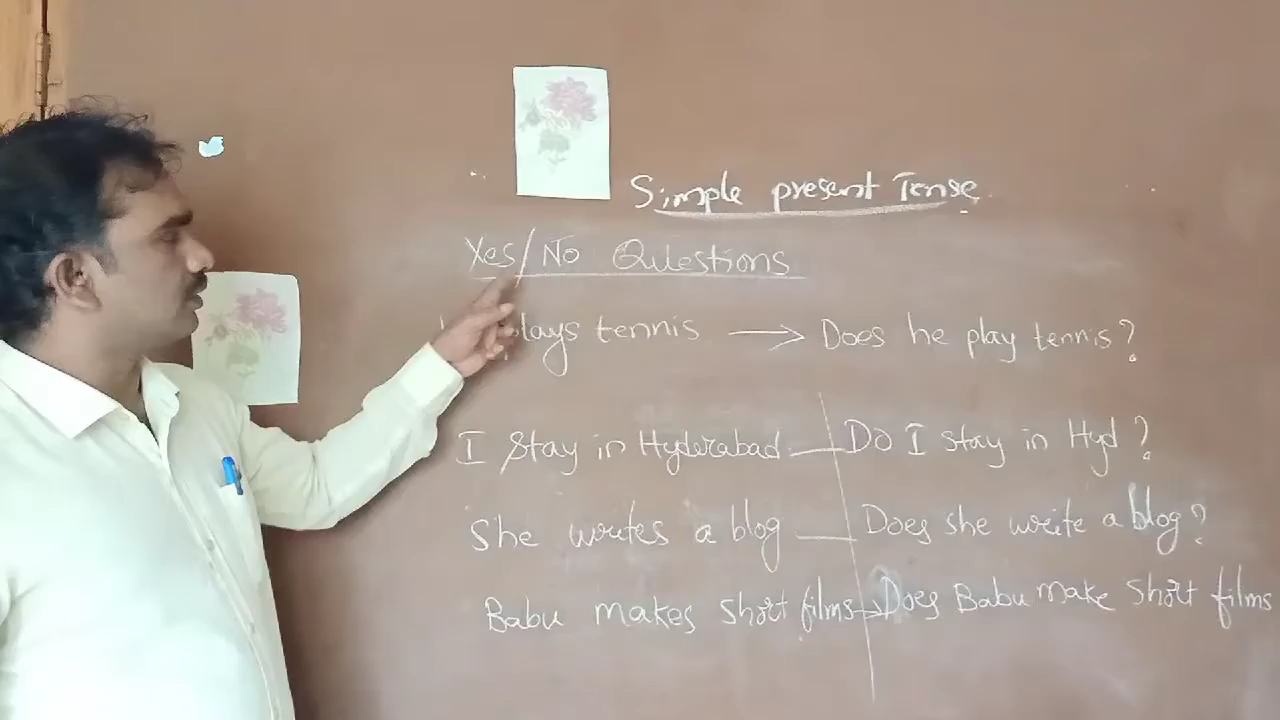 Simple present Tense
Yes/No Questions
plays tennis → Does he play tennis?
I stay in Hyderabad — Do I stay in Hyd?
She writes a blog — Does she write a blog?
Babu makes short films → Does Babu make short films